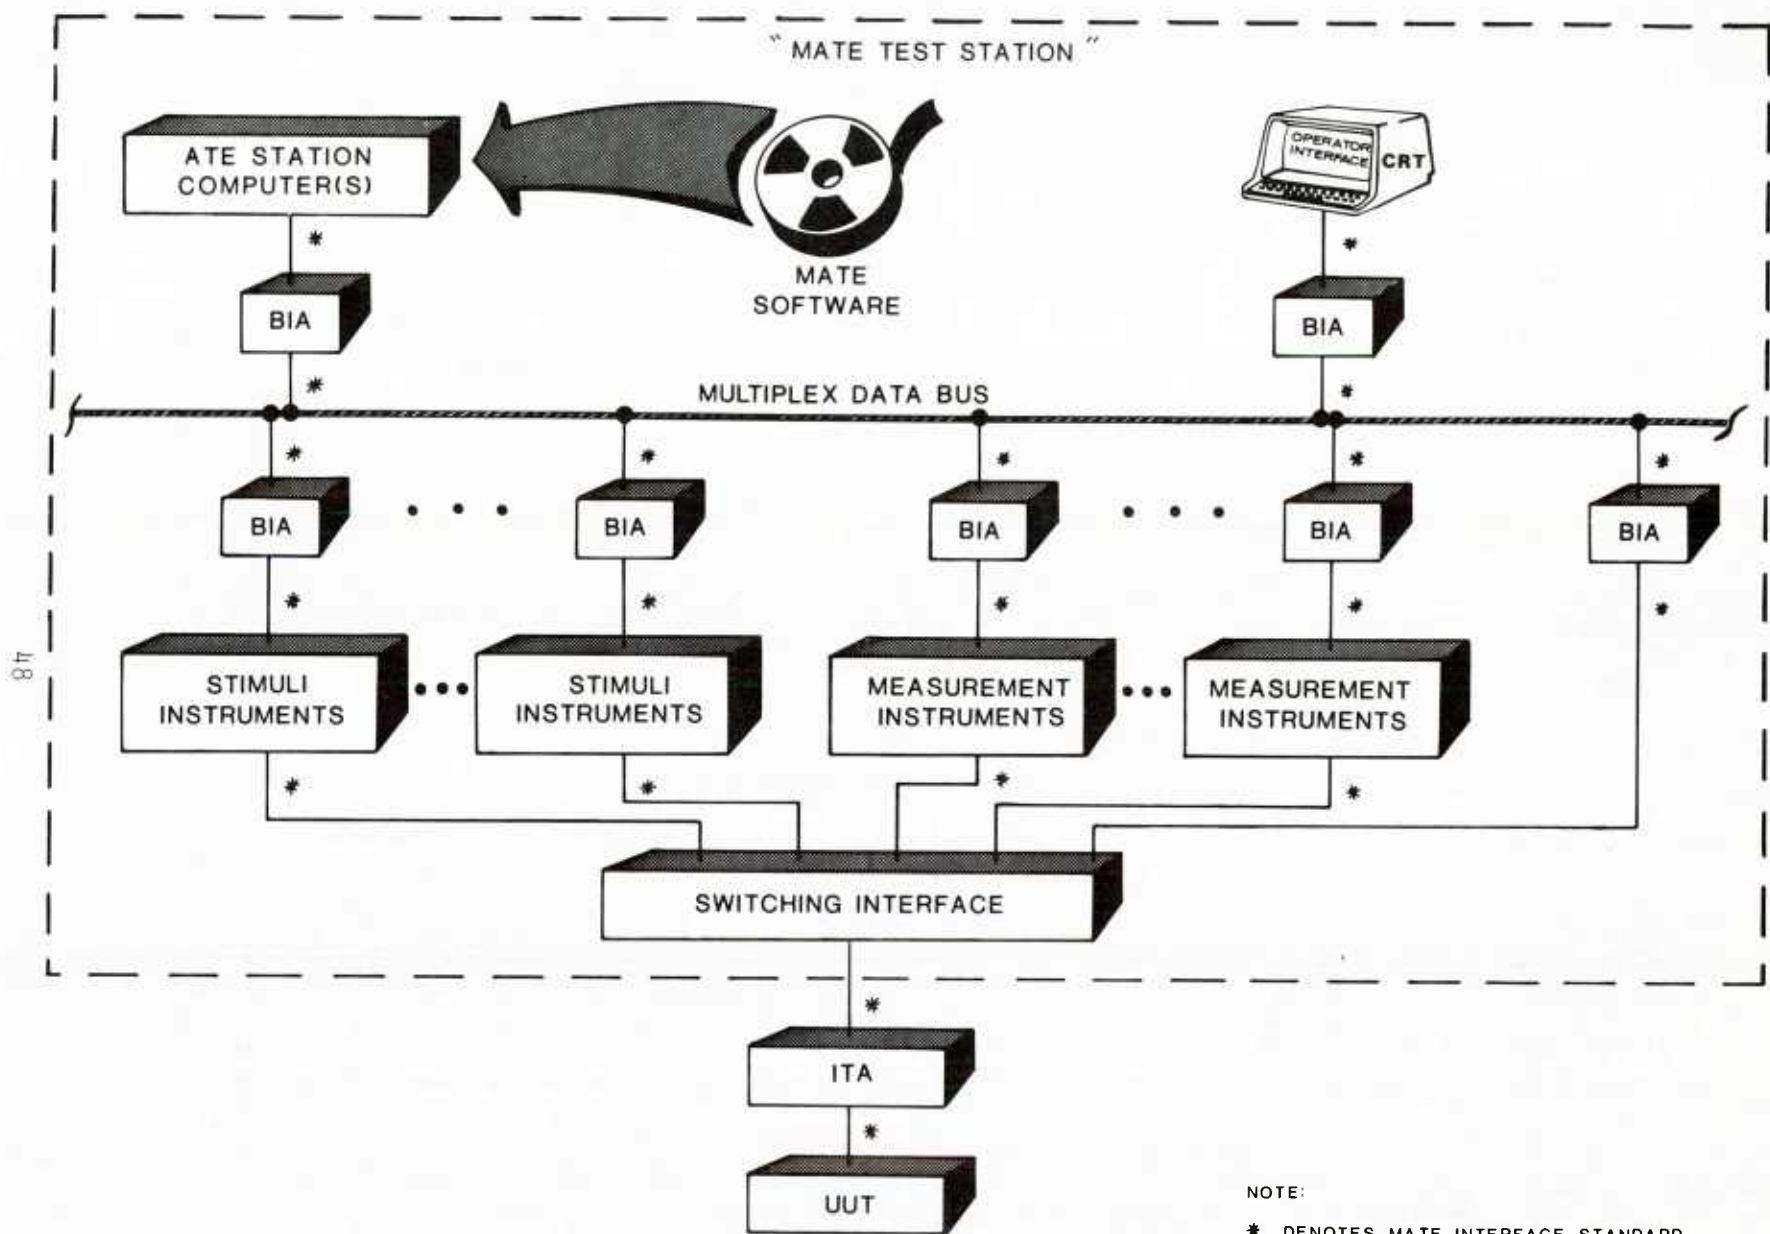 "MATE TEST STATION"
ATE STATION
COMPUTER(S)
MATE
SOFTWARE
OPERATOR
INTERFACE
CRT
*
*
BIA
BIA
*
*
MULTIPLEX DATA BUS
*
*
*
*
*
BIA
BIA
BIA
BIA
BIA
*
*
*
*
*
STIMULI
INSTRUMENTS
STIMULI
INSTRUMENTS
MEASUREMENT
INSTRUMENTS
MEASUREMENT
INSTRUMENTS
*
*
*
*
SWITCHING INTERFACE
*
ITA
*
UUT
NOTE:
* DENOTES MATE INTERFACE STANDARD
48